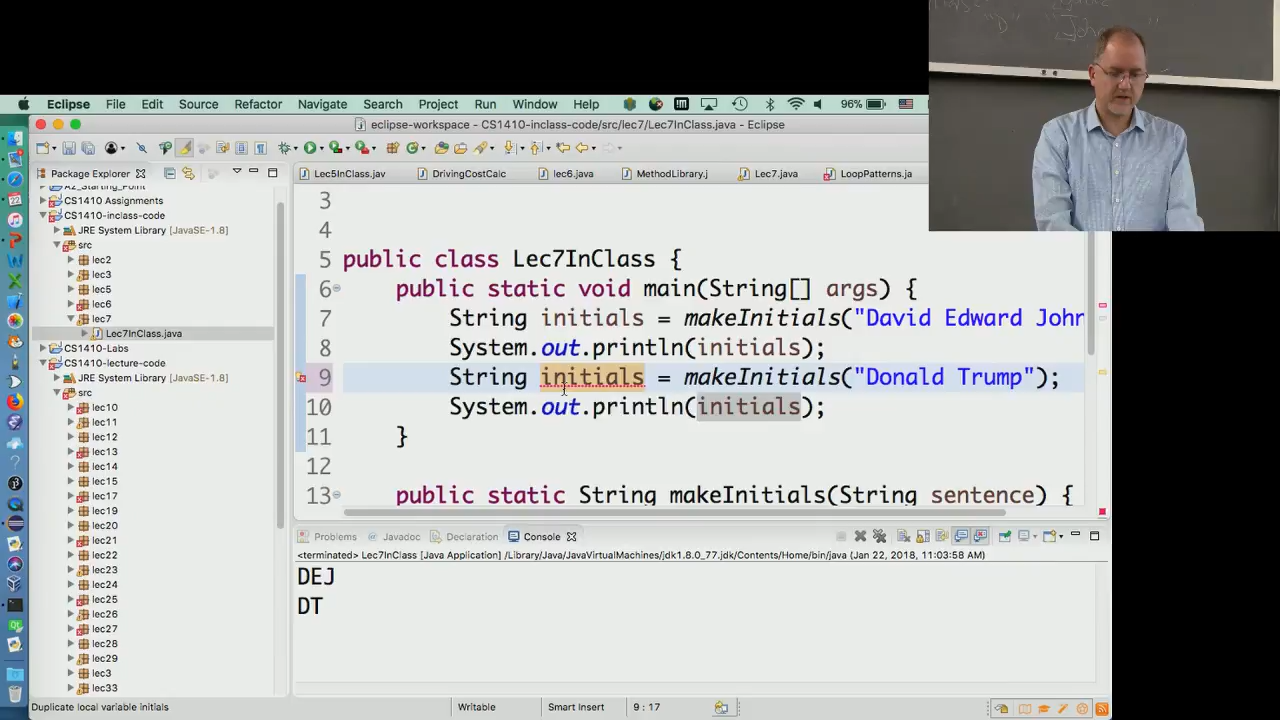 "D" "John "
Eclipse File Edit Source Refactor Navigate Search Project Run Window Help 96%
eclipse-workspace - CS1410-inclass-code/src/lec7/Lec7InClass.java - Eclipse
Package Explorer
Lec5InClass.jav DrivingCostCalc lec6.java MethodLibrary.j Lec7.java LoopPatterns.ja
A2_Starting_Point
CS1410 Assignments
CS1410-inclass-code
JRE System Library [JavaSE-1.8]
src
lec2
lec3
lec5
lec6
lec7
Lec7InClass.java
CS1410-Labs
CS1410-lecture-code
JRE System Library [JavaSE-1.8]
src
lec10
lec11
lec12
lec13
lec14
lec15
lec17
lec19
lec20
lec21
lec22
lec23
lec24
lec25
lec26
lec27
lec28
lec29
lec3
lec33
3
4
5 public class Lec7InClass {
6 public static void main(String[] args) {
7 String initials = makeInitials("David Edward John
8 System.out.println(initials);
9 String initials = makeInitials("Donald Trump");
10 System.out.println(initials);
11 }
12
13 public static String makeInitials(String sentence) {
Problems Javadoc Declaration Console
<terminated> Lec7InClass [Java Application] /Library/Java/JavaVirtualMachines/jdk1.8.0_77.jdk/Contents/Home/bin/java (Jan 22, 2018, 11:03:58 AM)
DEJ
DT
Duplicate local variable initials Writable Smart Insert 9 : 17